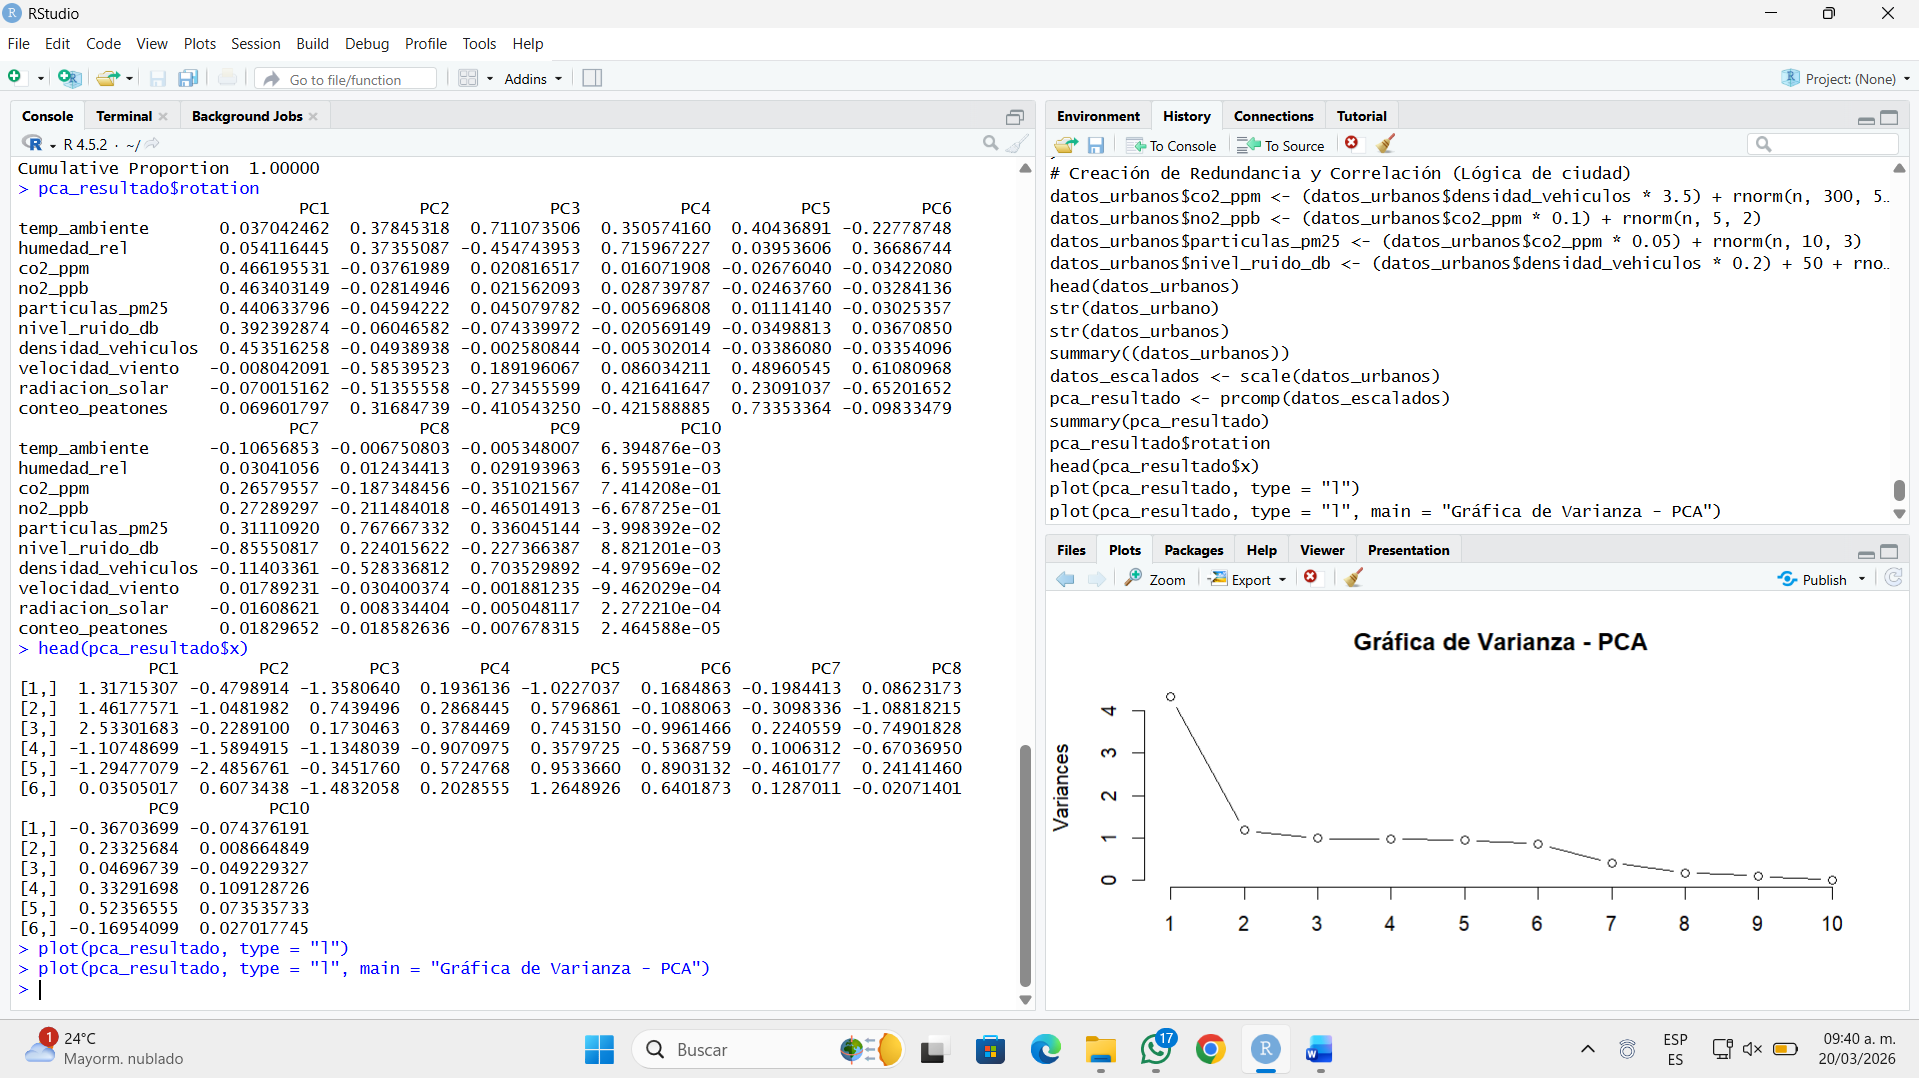 RStudio
File Edit Code View Plots Session Build Debug Profile Tools Help
Go to file/function Addins Project: (None)
Console Terminal Background Jobs
R 4.5.2 · ~/
Cumulative Proportion 1.00000
> pca_resultado$rotation
PC1 PC2 PC3 PC4 PC5 PC6
temp_ambiente 0.037042462 0.37845318 0.711073506 0.350574160 0.40436891 -0.22778748
humedad_rel 0.054116445 0.37355087 -0.454743953 0.715967227 0.03953606 0.36686744
co2_ppm 0.466195531 -0.03761989 0.020816517 0.016071908 -0.02676040 -0.03422080
no2_ppb 0.463403149 -0.02814946 0.021562093 0.028739787 -0.02463760 -0.03284136
particulas_pm25 0.440633796 -0.04594222 0.045079782 -0.005696808 0.01114140 -0.03025357
nivel_ruido_db 0.392392874 -0.06046582 -0.074339972 -0.020569149 -0.03498813 0.03670850
densidad_vehiculos 0.453516258 -0.04938938 -0.002580844 -0.005302014 -0.03386080 -0.03354096
velocidad_viento -0.008042091 -0.58539523 0.189196067 0.086034211 0.48960545 0.61080968
radiacion_solar -0.070015162 -0.51355558 -0.273455599 0.421641647 0.23091037 -0.65201652
conteo_peatones 0.069601797 0.31684739 -0.410543250 -0.421588885 0.73353364 -0.09833479
PC7 PC8 PC9 PC10
temp_ambiente -0.10656853 -0.006750803 -0.005348007 6.394876e-03
humedad_rel 0.03041056 0.012434413 0.029193963 6.595591e-03
co2_ppm 0.26579557 -0.187348456 -0.351021567 7.414208e-01
no2_ppb 0.27289297 -0.211484018 -0.465014913 -6.678725e-01
particulas_pm25 0.31110920 0.767667332 0.336045144 -3.998392e-02
nivel_ruido_db -0.85550817 0.224015622 -0.227366387 8.821201e-03
densidad_vehiculos -0.11403361 -0.528336812 0.703529892 -4.979569e-02
velocidad_viento 0.01789231 -0.030400374 -0.001881235 -9.462029e-04
radiacion_solar -0.01608621 0.008334404 -0.005048117 2.272210e-04
conteo_peatones 0.01829652 -0.018582636 -0.007678315 2.464588e-05
> head(pca_resultado$x)
PC1 PC2 PC3 PC4 PC5 PC6 PC7 PC8
[1,] 1.31715307 -0.4798914 -1.3580640 0.1936136 -1.0227037 0.1684863 -0.1984413 0.08623173
[2,] 1.46177571 -1.0481982 0.7439496 0.2868445 0.5796861 -0.1088063 -0.3098336 -1.08818215
[3,] 2.53301683 -0.2289100 0.1730463 0.3784469 0.7453150 -0.9961466 0.2240559 -0.74901828
[4,] -1.10748699 -1.5894915 -1.1348039 -0.9070975 0.3579725 -0.5368759 0.1006312 -0.67036950
[5,] -1.29477079 -2.4856761 -0.3451760 0.5724768 0.9533660 0.8903132 -0.4610177 0.24141460
[6,] 0.03505017 0.6073438 -1.4832058 0.2028555 1.2648926 0.6401873 0.1287011 -0.02071401
PC9 PC10
[1,] -0.36703699 -0.074376191
[2,] 0.23325684 0.008664849
[3,] 0.04696739 -0.049229327
[4,] 0.33291698 0.109128726
[5,] 0.52356555 0.073535733
[6,] -0.16954099 0.027017745
> plot(pca_resultado, type = "l")
> plot(pca_resultado, type = "l", main = "Gráfica de Varianza - PCA")
>
Environment History Connections Tutorial
To Console To Source
# Creación de Redundancia y Correlación (Lógica de ciudad)
datos_urbanos$co2_ppm <- (datos_urbanos$densidad_vehiculos * 3.5) + rnorm(n, 300, 5..
datos_urbanos$no2_ppb <- (datos_urbanos$co2_ppm * 0.1) + rnorm(n, 5, 2)
datos_urbanos$particulas_pm25 <- (datos_urbanos$co2_ppm * 0.05) + rnorm(n, 10, 3)
datos_urbanos$nivel_ruido_db <- (datos_urbanos$densidad_vehiculos * 0.2) + 50 + rno..
head(datos_urbanos)
str(datos_urbano)
str(datos_urbanos)
summary((datos_urbanos))
datos_escalados <- scale(datos_urbanos)
pca_resultado <- prcomp(datos_escalados)
summary(pca_resultado)
pca_resultado$rotation
head(pca_resultado$x)
plot(pca_resultado, type = "l")
plot(pca_resultado, type = "l", main = "Gráfica de Varianza - PCA")
Files Plots Packages Help Viewer Presentation
Zoom Export Publish
Gráfica de Varianza - PCA
Variances
4
3
2
1
0
1 2 3 4 5 6 7 8 9 10
1
24°C
Mayorm. nublado
Buscar
17
ESP
ES
09:40 a. m.
20/03/2026